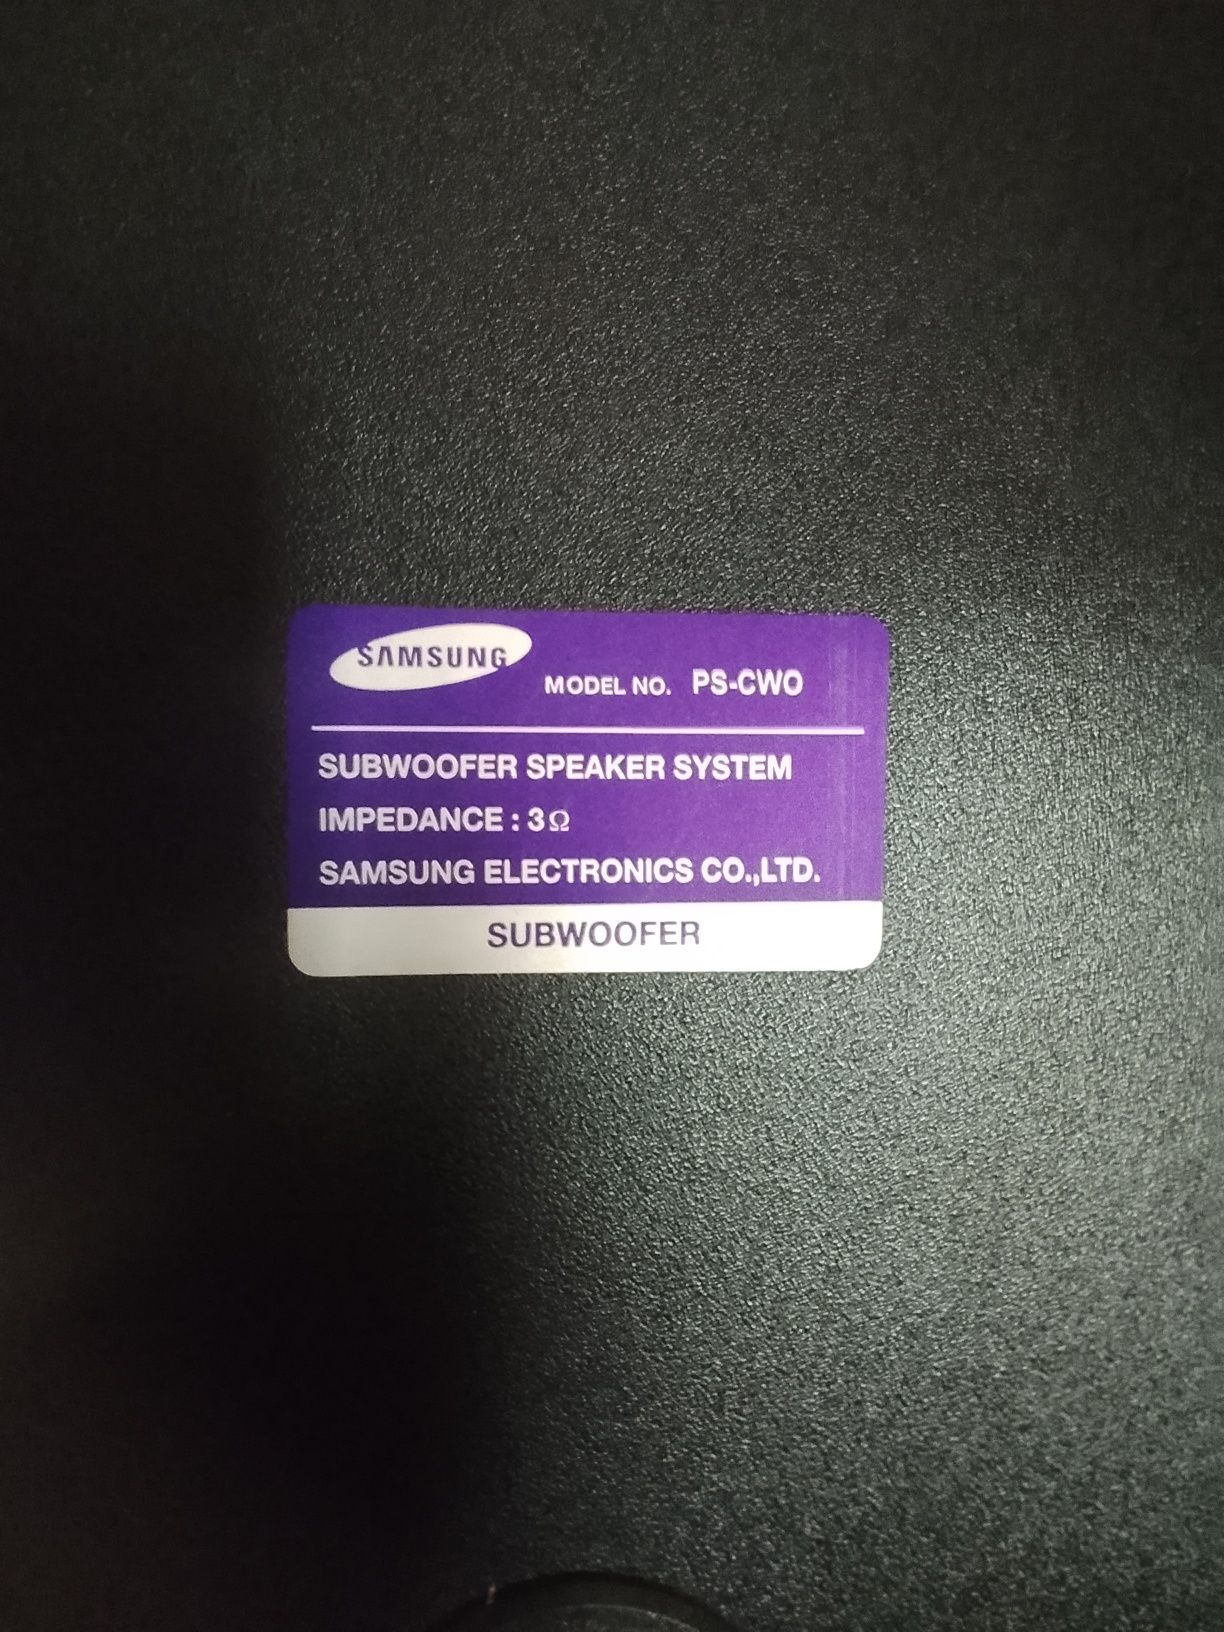 SAMSUNG
MODEL NO. PS-CWO
SUBWOOFER SPEAKER SYSTEM
IMPEDANCE : 3Ω
SAMSUNG ELECTRONICS CO.,LTD.
SUBWOOFER